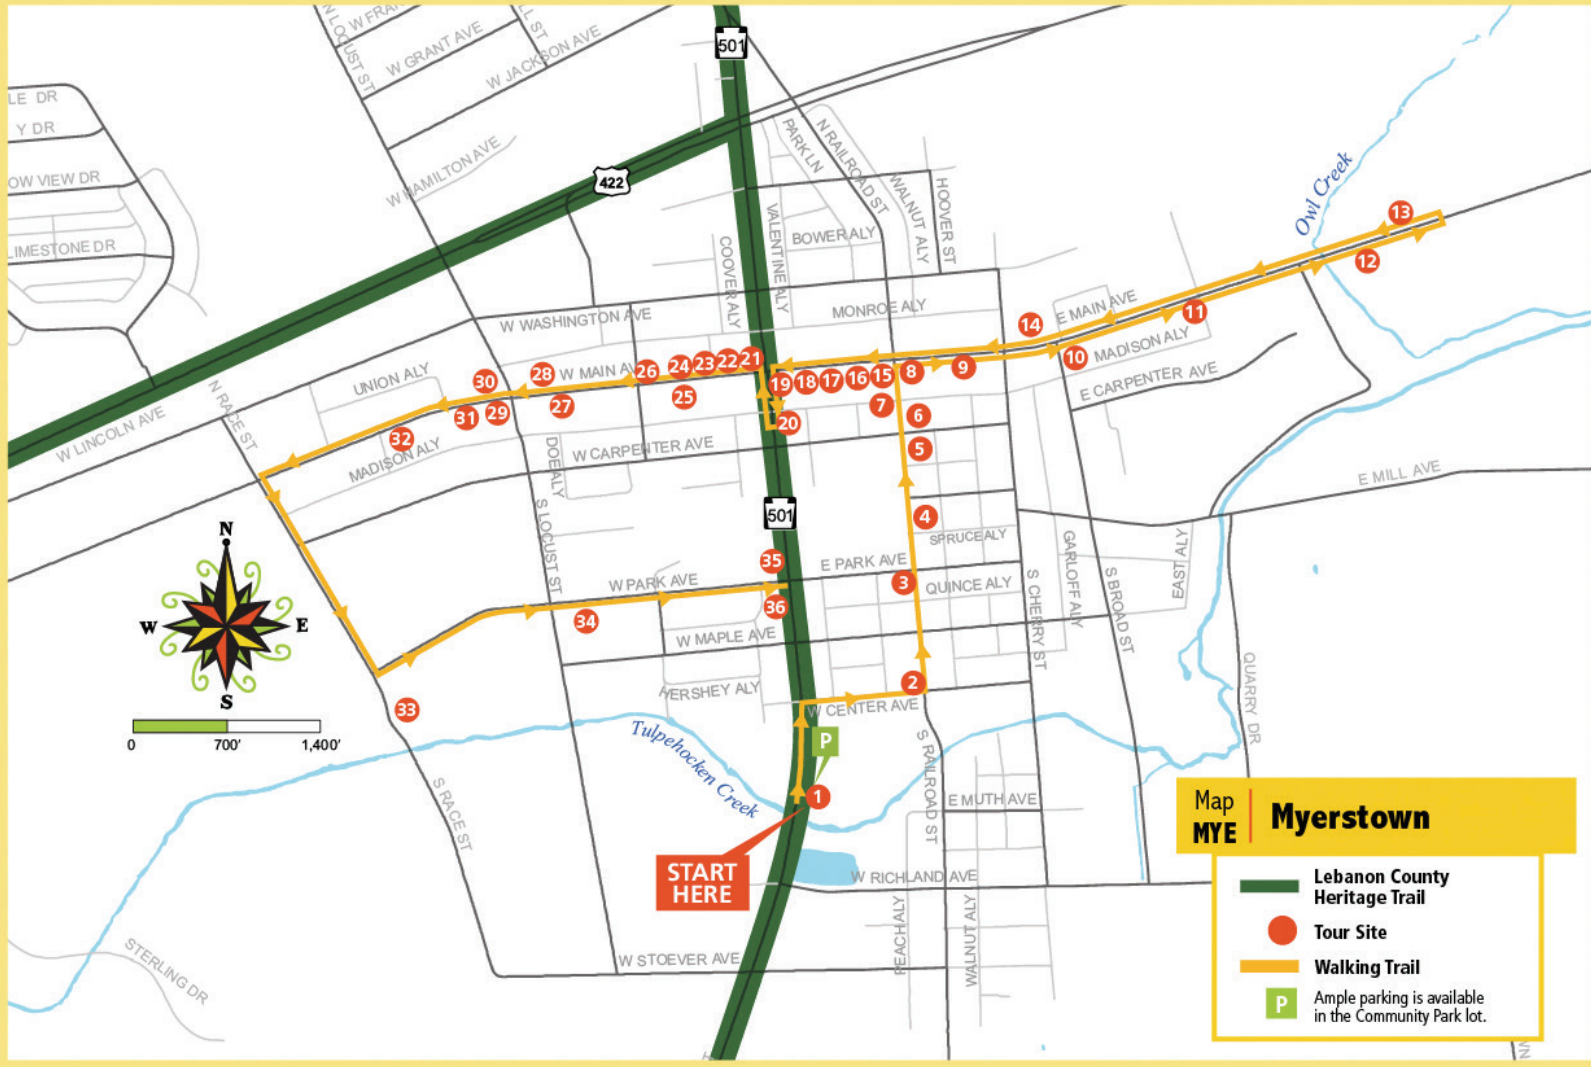 N LOCUST ST
W FRAN
W GRANT AVE
LL ST
W JACKSON AVE
501
LE DR
Y DR
OW VIEW DR
LIMESTONE DR
W HAMILTON AVE
422
PARK LN
N RAILROAD ST
WALNUT ALY
HOOVER ST
VALENTINE ALY
COOVER ALY
BOWER ALY
MONROE ALY
Owl Creek
13
12
11
E MAIN AVE
14
10
MADISON ALY
E CARPENTER AVE
W WASHINGTON AVE
UNION ALY
W MAIN AVE
30
28
26
24
23
22
21
19
18
17
16
15
8
9
31
29
27
25
20
7
6
5
32
MADISON ALY
W LINCOLN AVE
N RACE ST
DOE ALY
W CARPENTER AVE
S LOCUST ST
501
4
SPRUCE ALY
E MILL AVE
35
E PARK AVE
3
QUINCE ALY
W PARK AVE
34
36
W MAPLE AVE
S CHERRY ST
GARLOFF ALY
S BROAD ST
EAST ALY
QUARRY DR
HERSHEY ALY
2
W CENTER AVE
N
W
E
S
0
700'
1,400'
33
Tulpehocken Creek
P
1
START
HERE
S RAILROAD ST
E MUTH AVE
W RICHLAND AVE
PEACH ALY
WALNUT ALY
S RACE ST
W STOEVER AVE
STERLING DR
Map
MYE
Myerstown
Lebanon County
Heritage Trail
Tour Site
Walking Trail
P
Ample parking is available
in the Community Park lot.